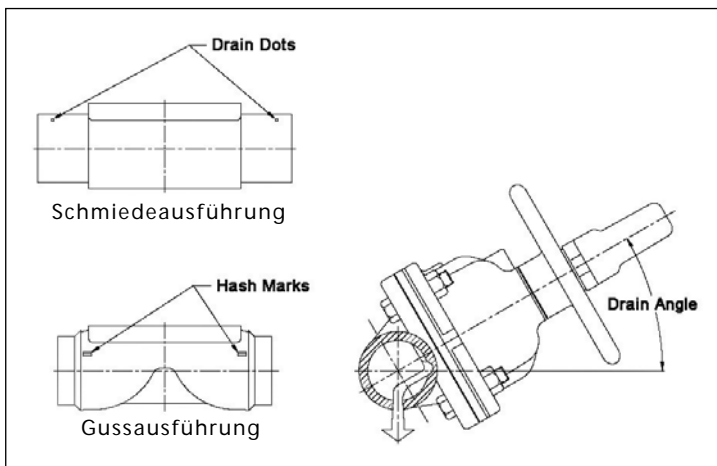 Drain Dots
Schmiedeausführung
Hash Marks
Gussausführung
Drain Angle